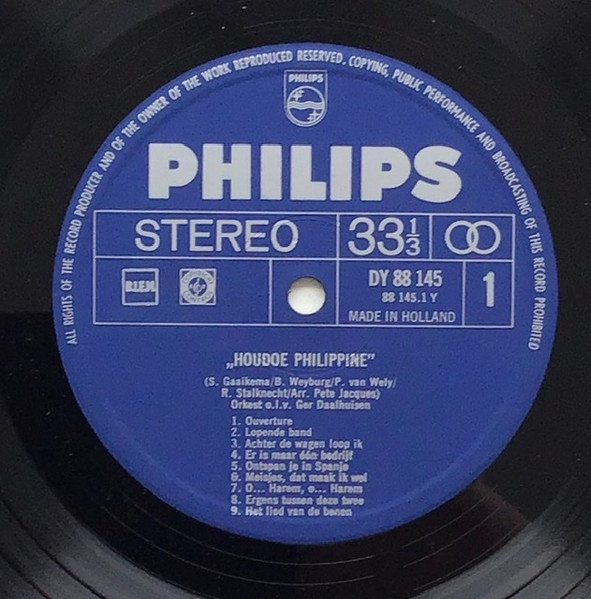 ALL RIGHTS OF THE RECORD PRODUCER AND OF THE OWNER OF THE WORK REPRODUCED RESERVED. COPYING, PUBLIC PERFORMANCE AND BROADCASTING OF THIS RECORD PROHIBITED
PHILIPS
PHILIPS
STEREO 33 1/3
BIEM DY 88 145 1
88 145.1 Y
MADE IN HOLLAND
„HOUDOE PHILIPPINE”
(S. Gaaikema/B. Weyburg/P. van Wely/
R. Stalknecht/Arr. Pete Jacques)
Orkest o.l.v. Ger Daalhuisen
1. Ouverture
2. Lopende band
3. Achter de wagen loop ik
4. Er is maar één bedrijf
5. Ontspan je in Spanje
6. Meisjes, dat maak ik wel
7. O... Harem, o... Harem
8. Ergens tussen deze twee
9. Het lied van de benen